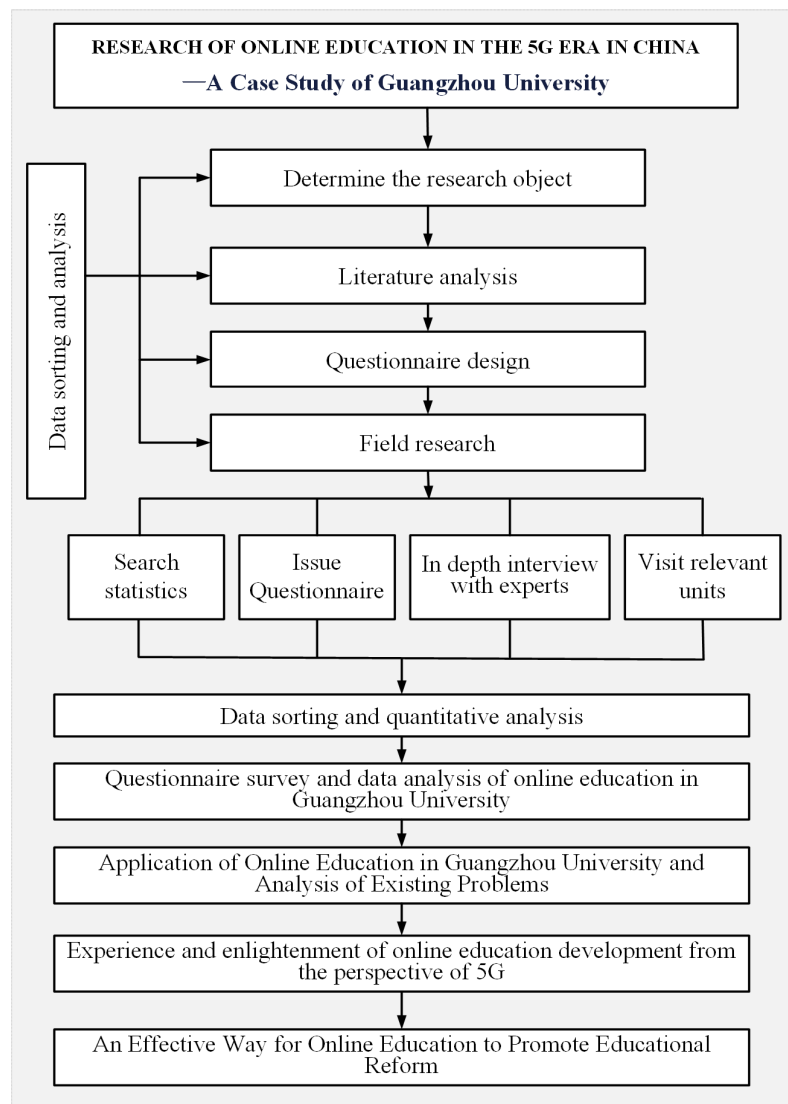 RESEARCH OF ONLINE EDUCATION IN THE 5G ERA IN CHINA
—A Case Study of Guangzhou University
Data sorting and analysis
Determine the research object
Literature analysis
Questionnaire design
Field research
Search
statistics
Issue
Questionnaire
In depth interview
with experts
Visit relevant
units
Data sorting and quantitative analysis
Questionnaire survey and data analysis of online education in
Guangzhou University
Application of Online Education in Guangzhou University and
Analysis of Existing Problems
Experience and enlightenment of online education development from
the perspective of 5G
An Effective Way for Online Education to Promote Educational
Reform